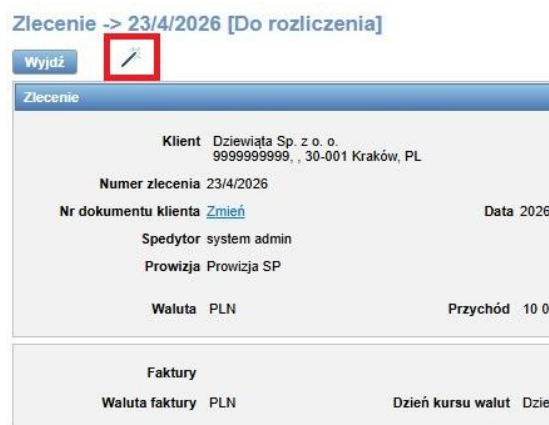 Zlecenie -> 23/4/2026 [Do rozliczenia]
Wyjdź
Zlecenie
Klient Dziewiąta Sp. z o. o.
9999999999, , 30-001 Kraków, PL
Numer zlecenia 23/4/2026
Nr dokumentu klienta Zmień Data 2026
Spedytor system admin
Prowizja Prowizja SP
Waluta PLN Przychód 10 0
Faktury
Waluta faktury PLN Dzień kursu walut Dzie